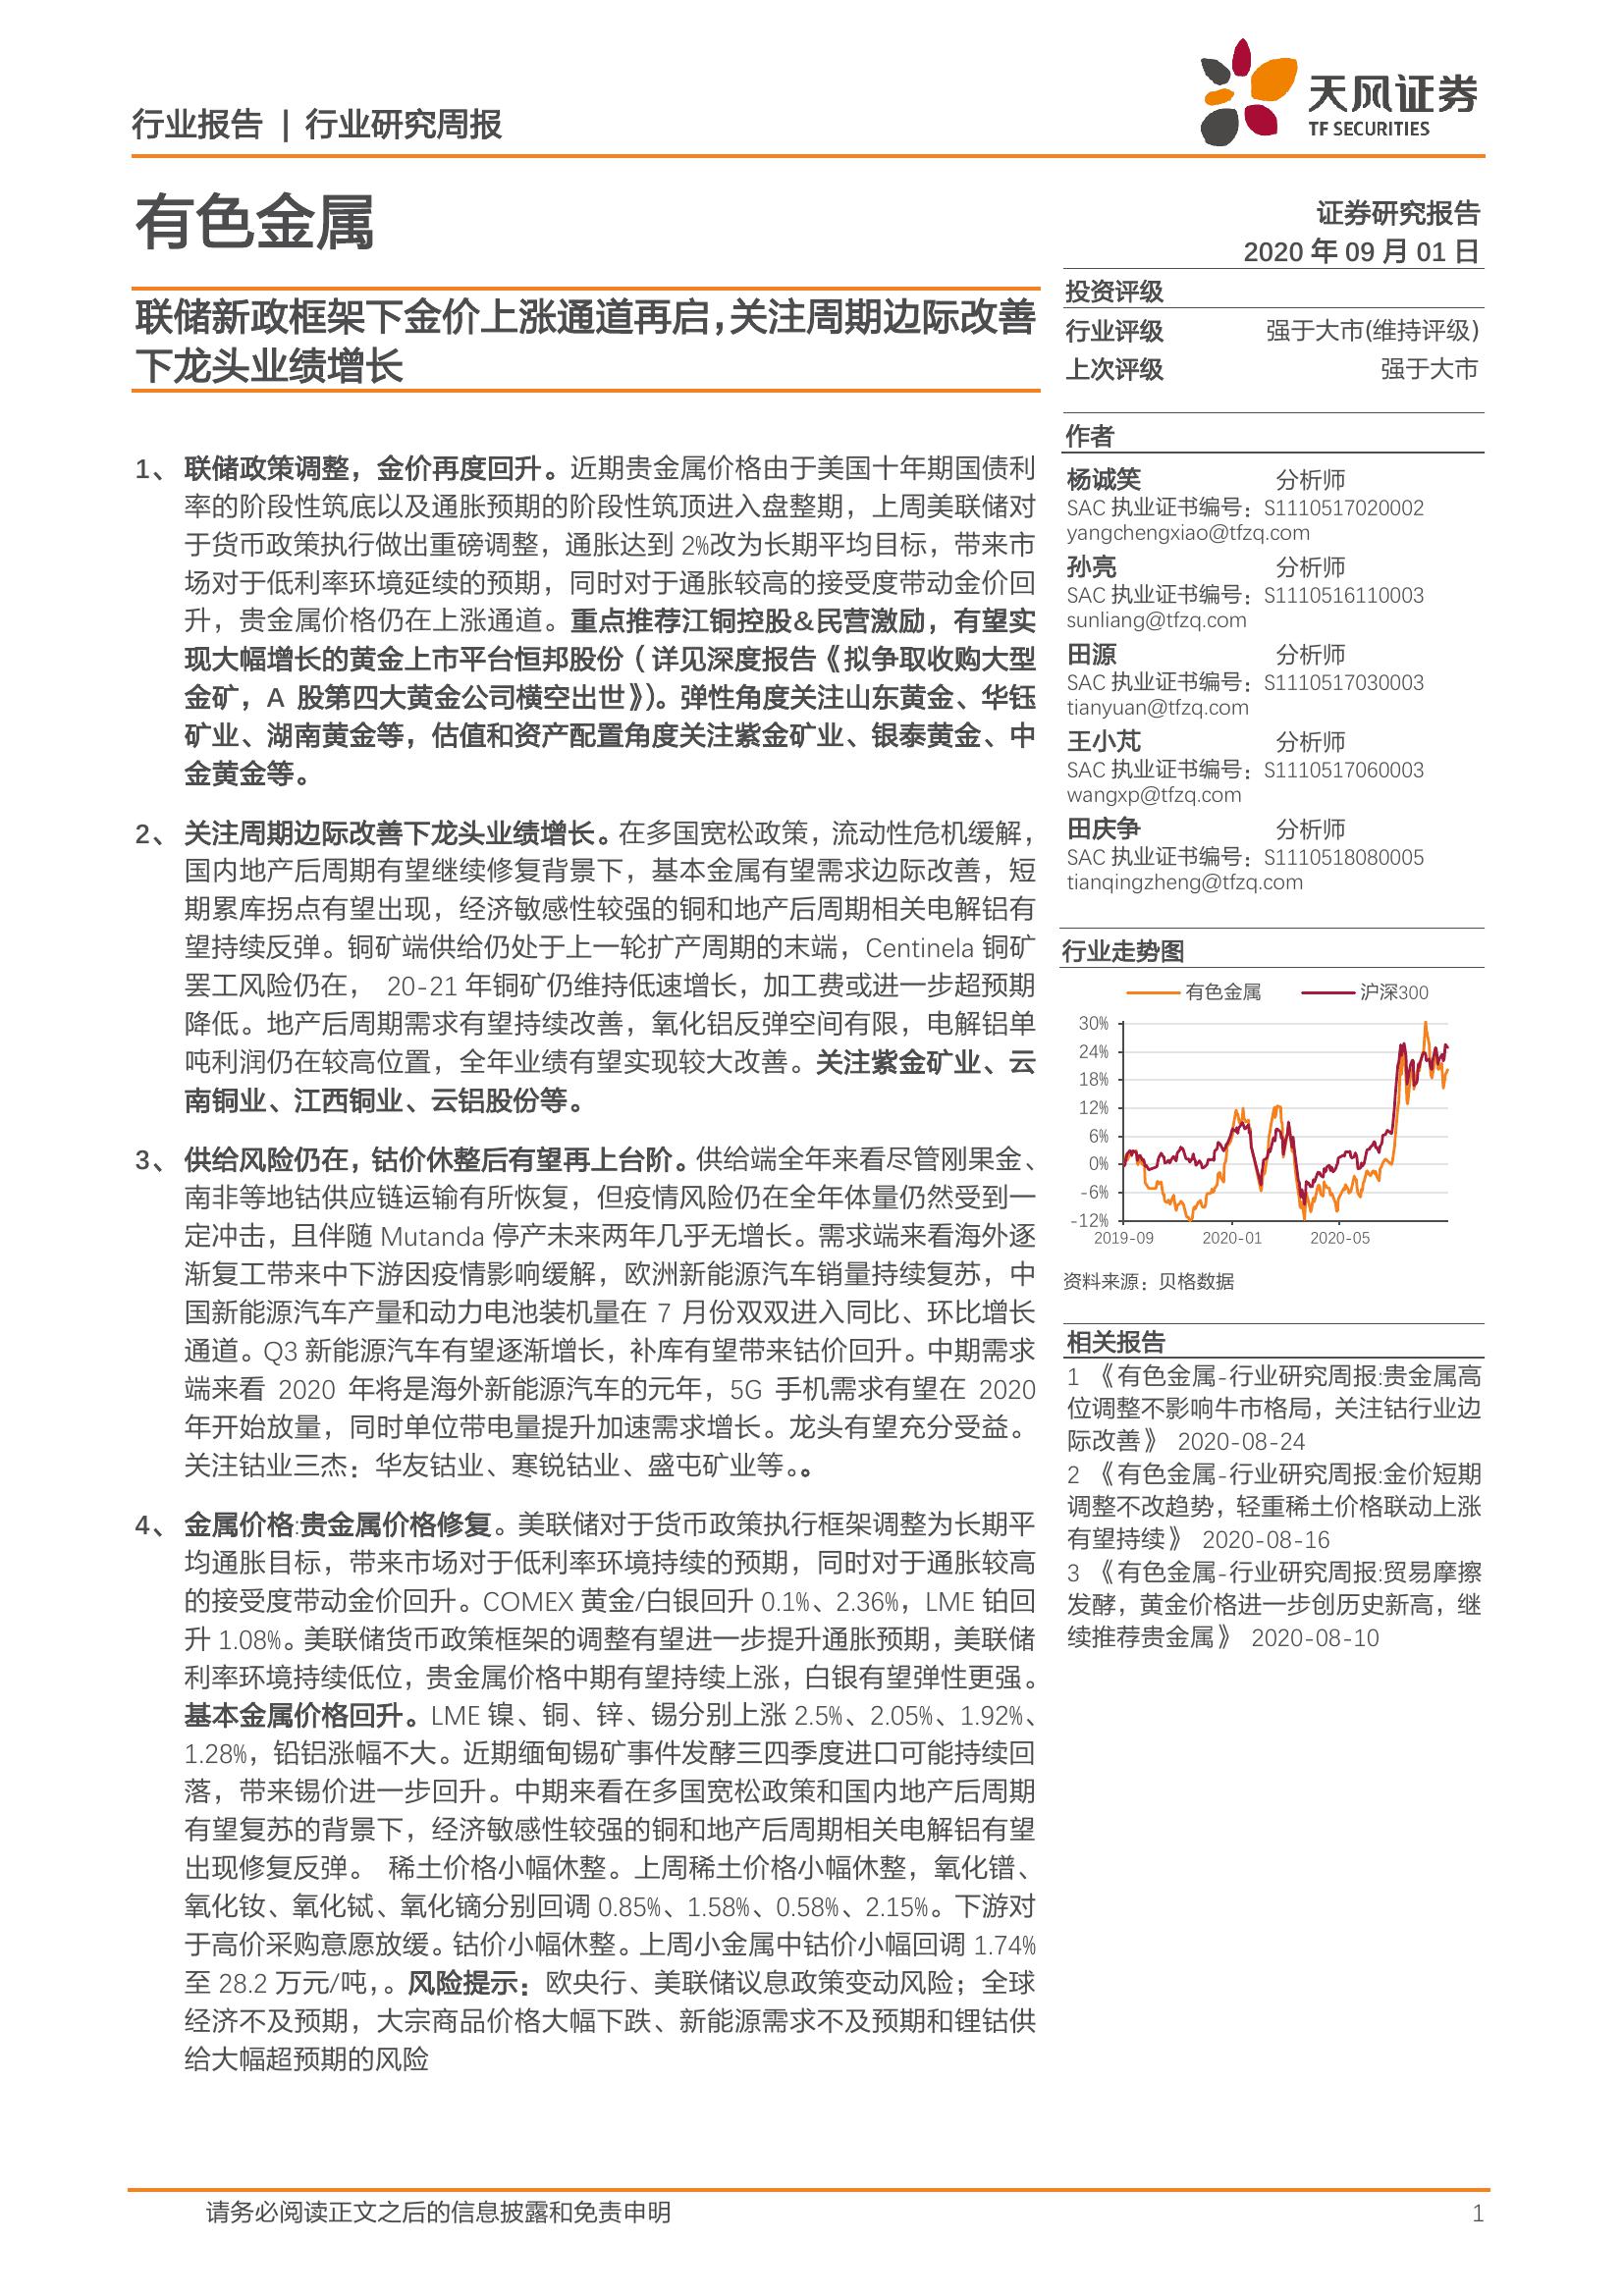 行业报告 | 行业研究周报
天风证券
TF SECURITIES
有色金属
证券研究报告
2020 年 09 月 01 日
联储新政框架下金价上涨通道再启,关注周期边际改善
下龙头业绩增长
1、 联储政策调整，金价再度回升。近期贵金属价格由于美国十年期国债利
率的阶段性筑底以及通胀预期的阶段性筑顶进入盘整期，上周美联储对
于货币政策执行做出重磅调整，通胀达到 2%改为长期平均目标，带来市
场对于低利率环境延续的预期，同时对于通胀较高的接受度带动金价回
升，贵金属价格仍在上涨通道。重点推荐江铜控股&民营激励，有望实
现大幅增长的黄金上市平台恒邦股份（详见深度报告《拟争取收购大型
金矿，A 股第四大黄金公司横空出世》）。弹性角度关注山东黄金、华钰
矿业、湖南黄金等，估值和资产配置角度关注紫金矿业、银泰黄金、中
金黄金等。
2、 关注周期边际改善下龙头业绩增长。在多国宽松政策，流动性危机缓解，
国内地产后周期有望继续修复背景下，基本金属有望需求边际改善，短
期累库拐点有望出现，经济敏感性较强的铜和地产后周期相关电解铝有
望持续反弹。铜矿端供给仍处于上一轮扩产周期的末端，Centinela 铜矿
罢工风险仍在， 20-21 年铜矿仍维持低速增长，加工费或进一步超预期
降低。地产后周期需求有望持续改善，氧化铝反弹空间有限，电解铝单
吨利润仍在较高位置，全年业绩有望实现较大改善。关注紫金矿业、云
南铜业、江西铜业、云铝股份等。
3、 供给风险仍在，钴价休整后有望再上台阶。供给端全年来看尽管刚果金、
南非等地钴供应链运输有所恢复，但疫情风险仍在全年体量仍然受到一
定冲击，且伴随 Mutanda 停产未来两年几乎无增长。需求端来看海外逐
渐复工带来中下游因疫情影响缓解，欧洲新能源汽车销量持续复苏，中
国新能源汽车产量和动力电池装机量在 7 月份双双进入同比、环比增长
通道。Q3 新能源汽车有望逐渐增长，补库有望带来钴价回升。中期需求
端来看 2020 年将是海外新能源汽车的元年，5G 手机需求有望在 2020
年开始放量，同时单位带电量提升加速需求增长。龙头有望充分受益。
关注钴业三杰：华友钴业、寒锐钴业、盛屯矿业等。。
4、 金属价格:贵金属价格修复。美联储对于货币政策执行框架调整为长期平
均通胀目标，带来市场对于低利率环境持续的预期，同时对于通胀较高
的接受度带动金价回升。COMEX 黄金/白银回升 0.1%、2.36%，LME 铂回
升 1.08%。美联储货币政策框架的调整有望进一步提升通胀预期，美联储
利率环境持续低位，贵金属价格中期有望持续上涨，白银有望弹性更强。
基本金属价格回升。LME 镍、铜、锌、锡分别上涨 2.5%、2.05%、1.92%、
1.28%，铅铝涨幅不大。近期缅甸锡矿事件发酵三四季度进口可能持续回
落，带来锡价进一步回升。中期来看在多国宽松政策和国内地产后周期
有望复苏的背景下，经济敏感性较强的铜和地产后周期相关电解铝有望
出现修复反弹。 稀土价格小幅休整。上周稀土价格小幅休整，氧化镨、
氧化钕、氧化铽、氧化镝分别回调 0.85%、1.58%、0.58%、2.15%。下游对
于高价采购意愿放缓。钴价小幅休整。上周小金属中钴价小幅回调 1.74%
至 28.2 万元/吨，。风险提示：欧央行、美联储议息政策变动风险；全球
经济不及预期，大宗商品价格大幅下跌、新能源需求不及预期和锂钴供
给大幅超预期的风险
投资评级
行业评级 强于大市(维持评级)
上次评级 强于大市
作者
杨诚笑 分析师
SAC 执业证书编号：S1110517020002
yangchengxiao@tfzq.com
孙亮 分析师
SAC 执业证书编号：S1110516110003
sunliang@tfzq.com
田源 分析师
SAC 执业证书编号：S1110517030003
tianyuan@tfzq.com
王小芃 分析师
SAC 执业证书编号：S1110517060003
wangxp@tfzq.com
田庆争 分析师
SAC 执业证书编号：S1110518080005
tianqingzheng@tfzq.com
行业走势图
有色金属 沪深300
30%
24%
18%
12%
6%
0%
-6%
-12%
2019-09 2020-01 2020-05
资料来源：贝格数据
相关报告
1 《有色金属-行业研究周报:贵金属高
位调整不影响牛市格局，关注钴行业边
际改善》 2020-08-24
2 《有色金属-行业研究周报:金价短期
调整不改趋势，轻重稀土价格联动上涨
有望持续》 2020-08-16
3 《有色金属-行业研究周报:贸易摩擦
发酵，黄金价格进一步创历史新高，继
续推荐贵金属》 2020-08-10
请务必阅读正文之后的信息披露和免责申明 1